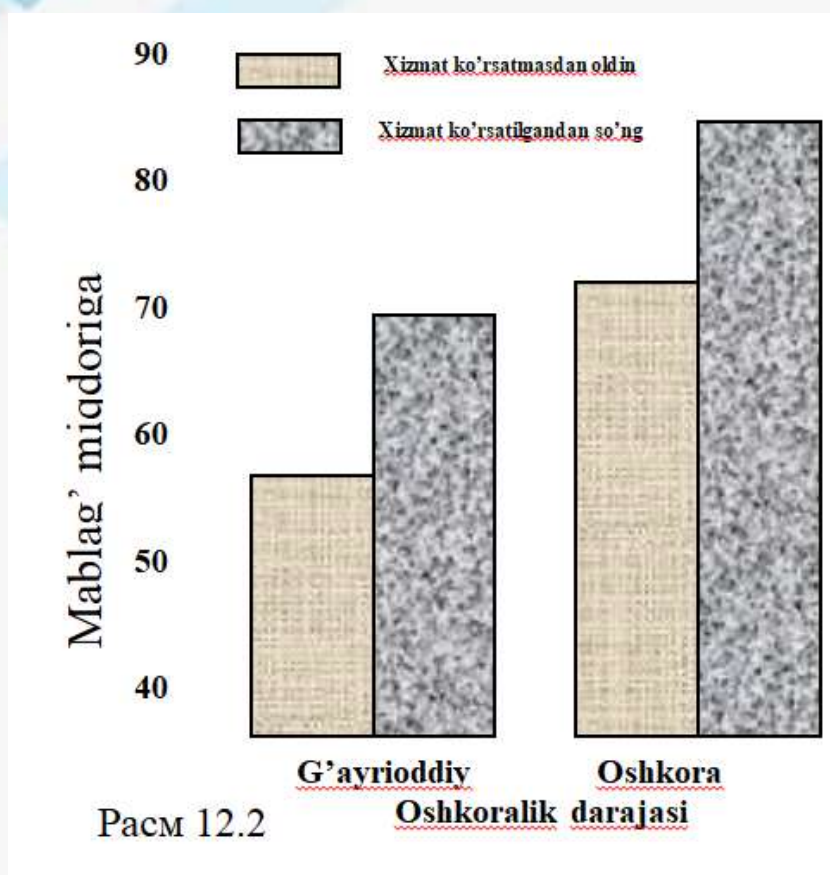 90
Xizmat ko’rsatmasdan oldin
Xizmat ko’rsatilgandan so’ng
80
70
60
50
40
Mablag’ miqdoriga
G’ayrioddiy
Oshkora
Oshkoralik darajasi
Расм 12.2